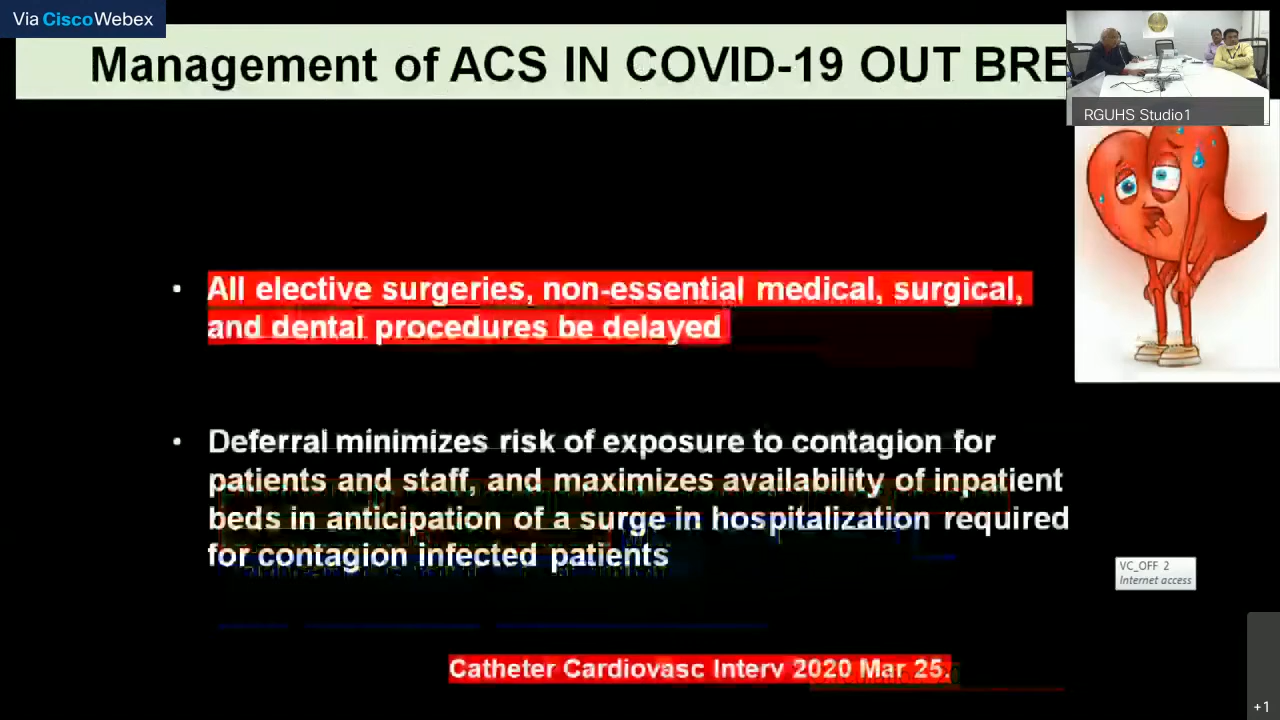 Via CiscoWebex
Management of ACS IN COVID-19 OUT BRE
RGUHS Studio1
• All elective surgeries, non-essential medical, surgical,
and dental procedures be delayed
• Deferral minimizes risk of exposure to contagion for
patients and staff, and maximizes availability of inpatient
beds in anticipation of a surge in hospitalization required
for contagion infected patients
VC_OFF 2
Internet access
Catheter Cardiovasc Interv 2020 Mar 25.
+1